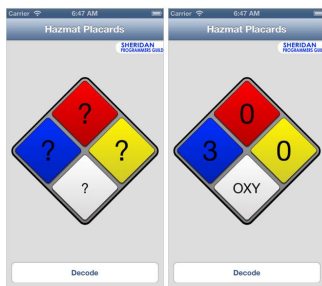 Carrier 6:47 AM
Hazmat Placards
SHERIDAN
PROGRAMMERS GUILD
?
? ?
?
Decode
Carrier 6:47 AM
Hazmat Placards
SHERIDAN
PROGRAMMERS GUILD
0
3 0
OXY
Decode